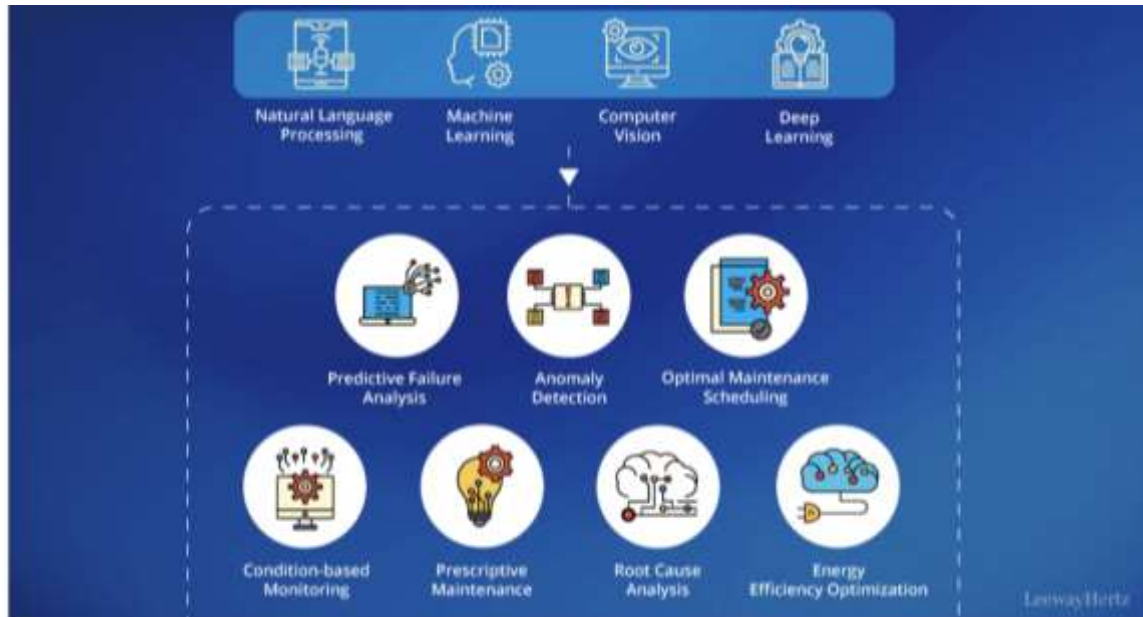 Natural Language
Processing
Machine
Learning
Computer
Vision
Deep
Learning
Predictive Failure
Analysis
Anomaly
Detection
Optimal Maintenance
Scheduling
Condition-based
Monitoring
Prescriptive
Maintenance
Root Cause
Analysis
Energy
Efficiency Optimization
LeewayHertz